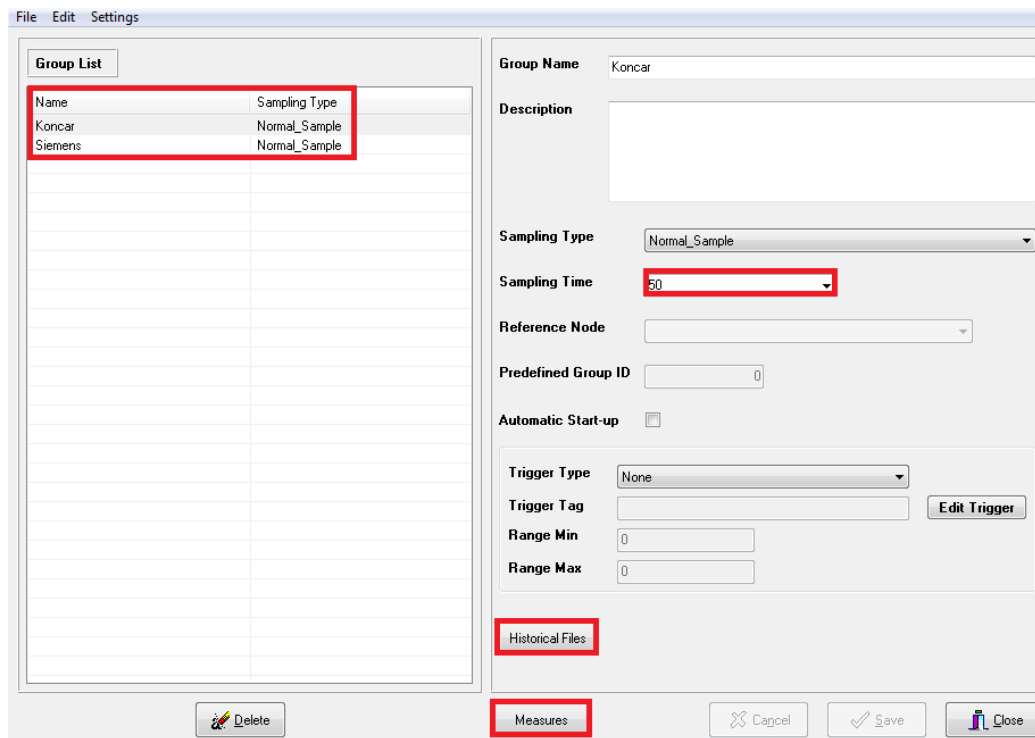 File Edit Settings
Group List
Name Sampling Type
Koncar Normal_Sample
Siemens Normal_Sample
Delete
Group Name Koncar
Description
Sampling Type Normal_Sample
Sampling Time 50
Reference Node
Predefined Group ID 0
Automatic Start-up
Trigger Type None
Trigger Tag Edit Trigger
Range Min 0
Range Max 0
Historical Files
Measures Cancel Save Close